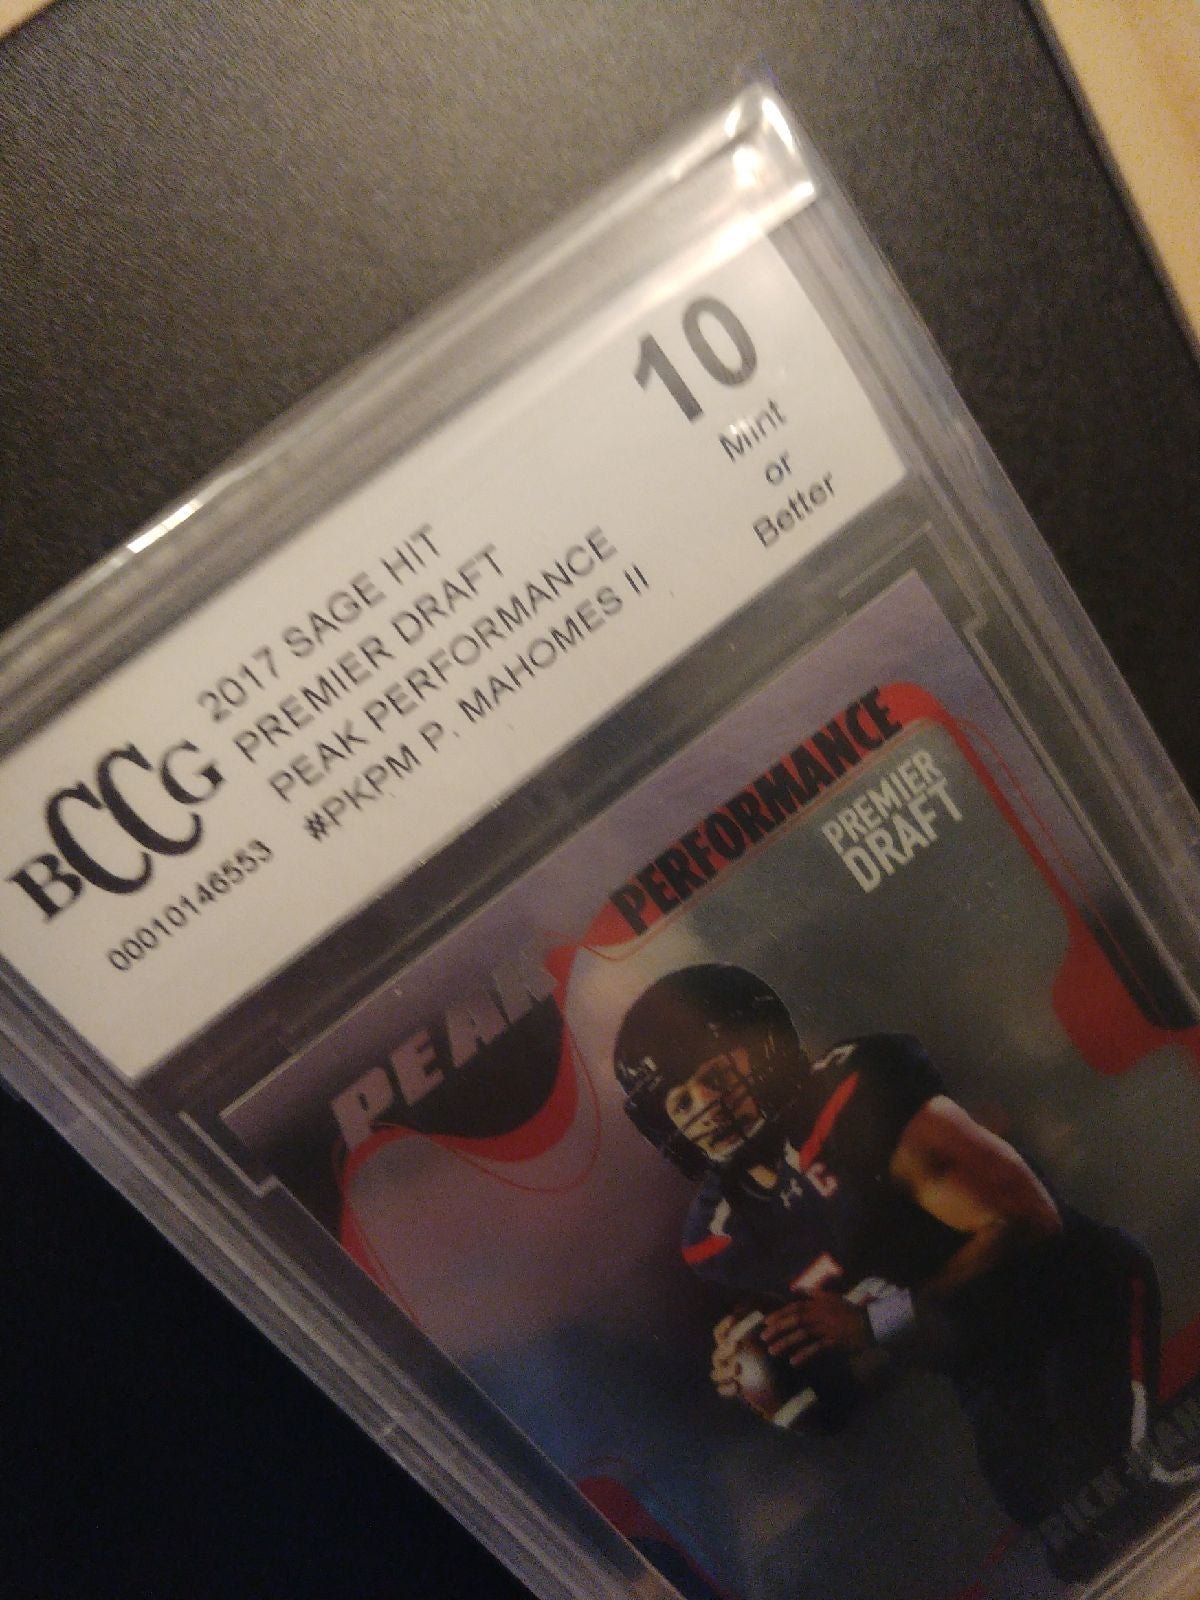 BCCG
00010146553
2017 SAGE HIT
PREMIER DRAFT
PEAK PERFORMANCE
#PKPM P. MAHOMES II
10
Mint
or
Better
PEAK PERFORMANCE
PREMIER
DRAFT
C